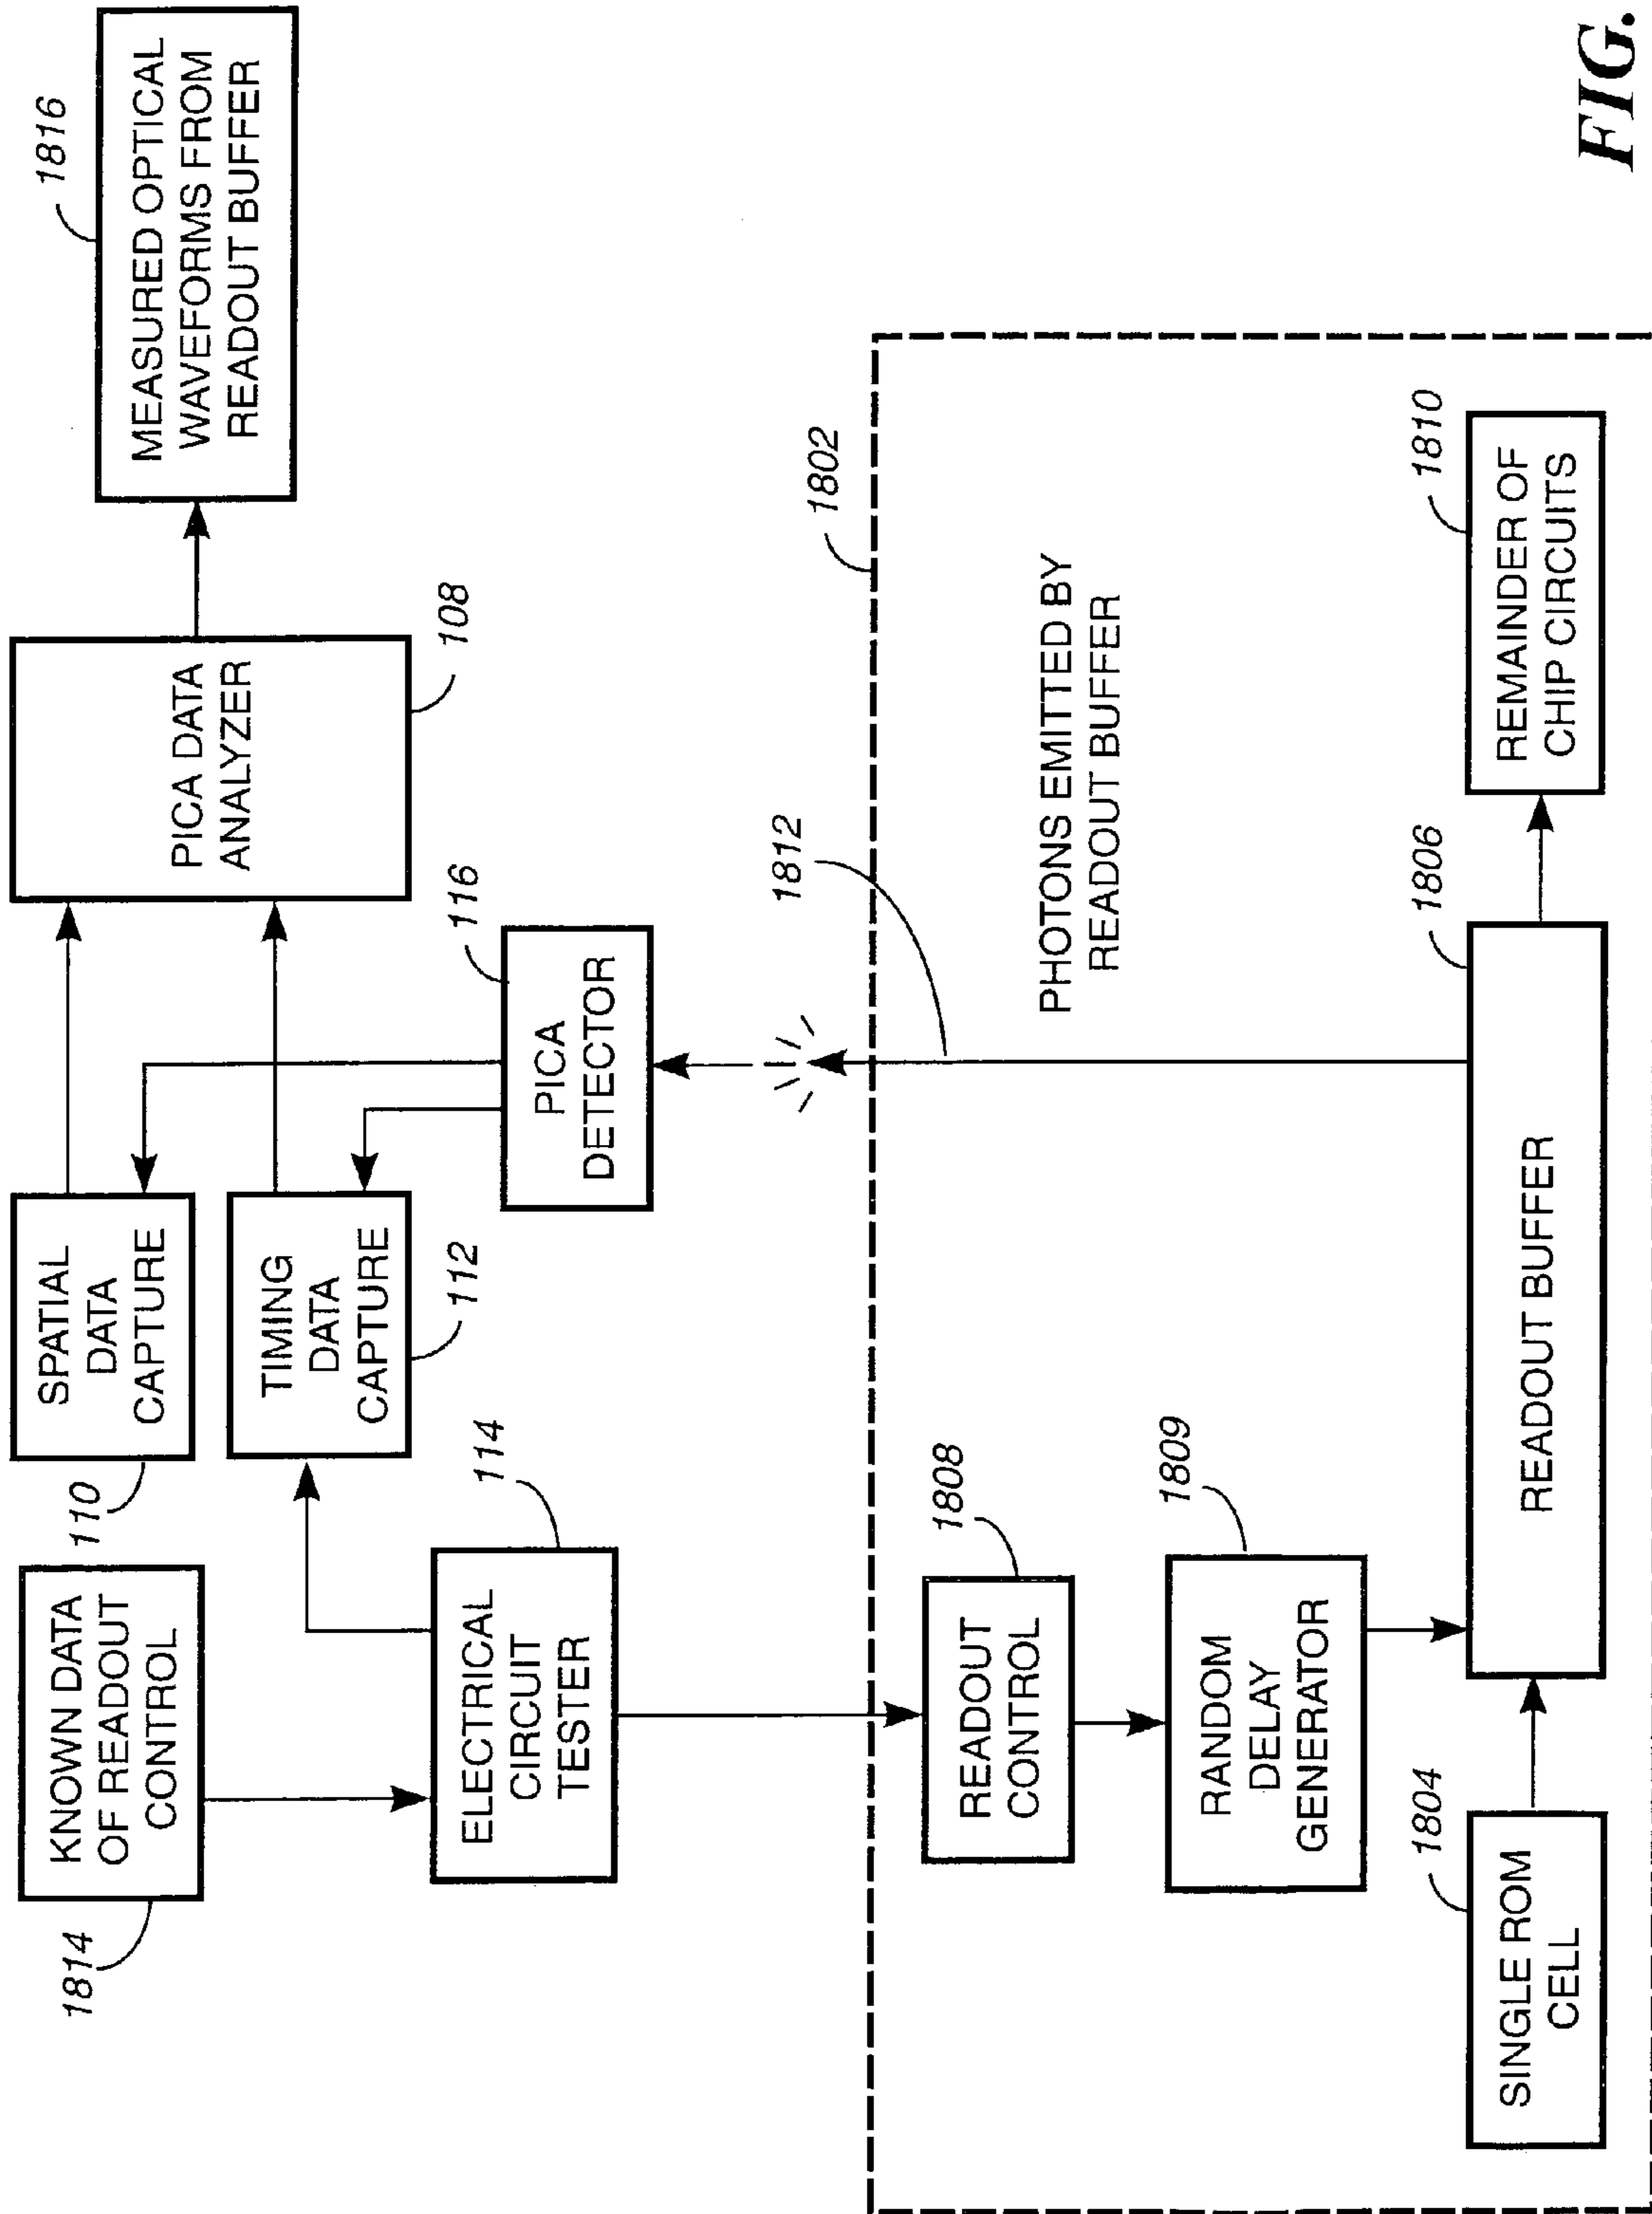 1814
KNOWN DATA
OF READOUT
CONTROL
110
SPATIAL
DATA
CAPTURE
TIMING
DATA
CAPTURE
112
ELECTRICAL
CIRCUIT
TESTER
114
PICA
DETECTOR
116
PICA DATA
ANALYZER
108
MEASURED OPTICAL
WAVEFORMS FROM
READOUT BUFFER
1816
1802
1812
PHOTONS EMITTED BY
READOUT BUFFER
READOUT
CONTROL
1808
RANDOM
DELAY
GENERATOR
1809
SINGLE ROM
CELL
1804
READOUT BUFFER
1806
REMAINDER OF
CHIP CIRCUITS
1810
FIG.